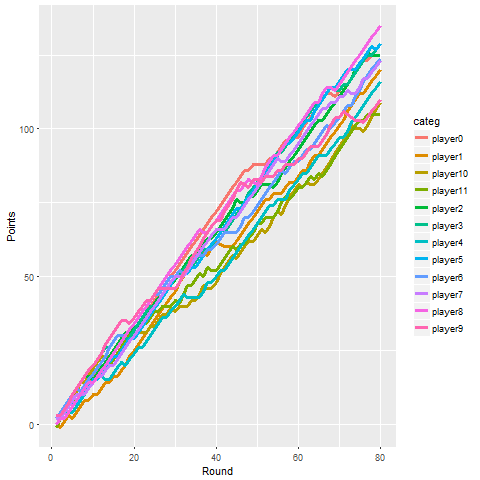 100
50
0
0
20
40
60
80
Round
Points
categ
player0
player1
player10
player11
player2
player3
player4
player5
player6
player7
player8
player9